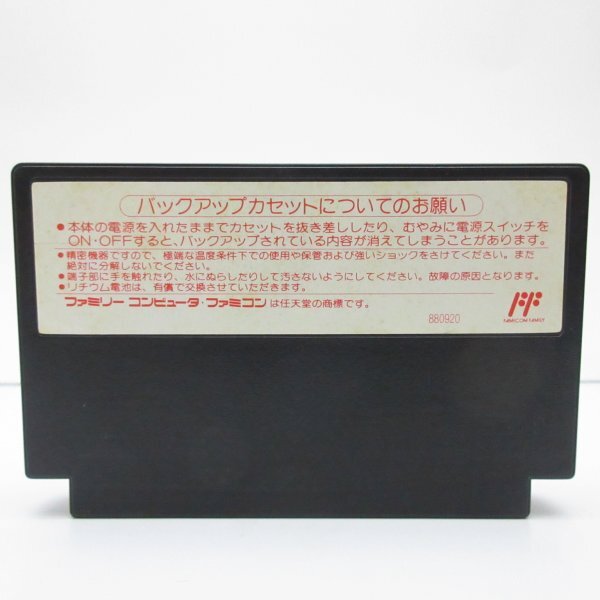 バックアップカセットについてのお願い
●本体の電源を入れたままでカセットを抜き差ししたり、むやみに電源スイッチを
ON・OFFすると、バックアップされている内容が消えてしまうことがあります。
●精密機器ですので、極端な温度条件下での使用や保管および強いショックをさけてください。また
絶対に分解しないでください。
●端子部に手を触れたり、水にぬらしたりして汚さないようにしてください。故障の原因となります。
●リチウム電池は、有償で交換させていただきます。
ファミリーコンピュータ・ファミコンは任天堂の商標です。
880920
FAMICOM FAMILY